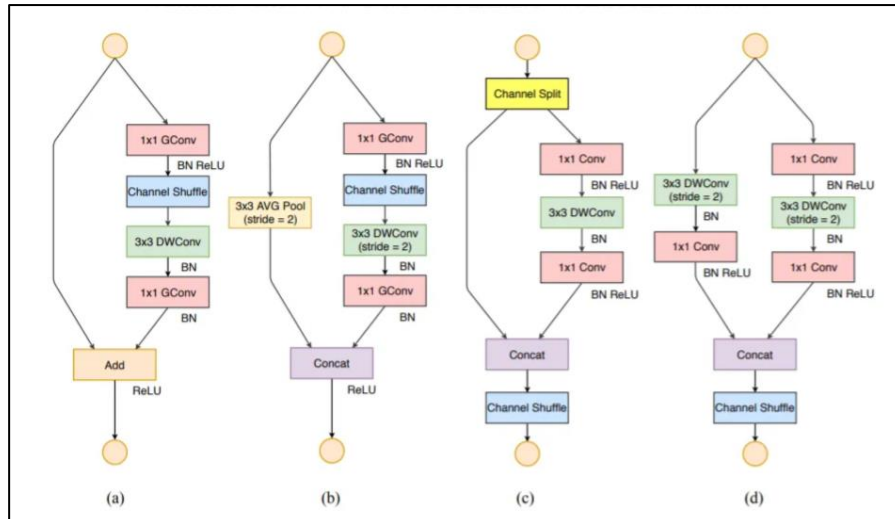 1x1 GConv
BN ReLU
Channel Shuffle
3x3 DWConv
BN
1x1 GConv
BN
Add
ReLU
(a)
1x1 GConv
BN ReLU
Channel Shuffle
3x3 AVG Pool
(stride = 2)
3x3 DWConv
(stride = 2)
BN
1x1 GConv
BN
Concat
ReLU
(b)
Channel Split
1x1 Conv
BN ReLU
3x3 DWConv
BN
1x1 Conv
BN ReLU
Concat
Channel Shuffle
(c)
3x3 DWConv
(stride = 2)
BN
1x1 Conv
BN ReLU
1x1 Conv
BN ReLU
3x3 DWConv
(stride = 2)
BN
1x1 Conv
BN ReLU
Concat
Channel Shuffle
(d)